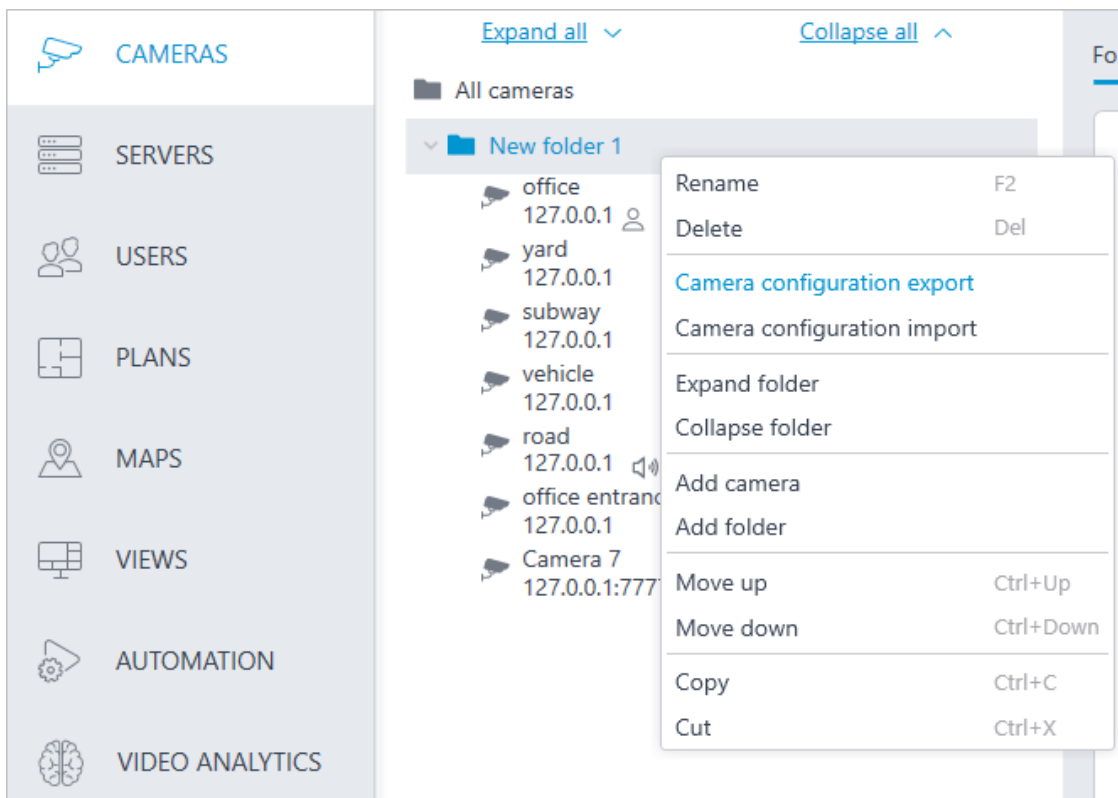 CAMERAS
SERVERS
USERS
PLANS
MAPS
VIEWS
AUTOMATION
VIDEO ANALYTICS
Expand all
Collapse all
All cameras
New folder 1
office
127.0.0.1
yard
127.0.0.1
subway
127.0.0.1
vehicle
127.0.0.1
road
127.0.0.1
office entranc
127.0.0.1
Camera 7
127.0.0.1:777
Rename F2
Delete Del
Camera configuration export
Camera configuration import
Expand folder
Collapse folder
Add camera
Add folder
Move up Ctrl+Up
Move down Ctrl+Down
Copy Ctrl+C
Cut Ctrl+X
Fo